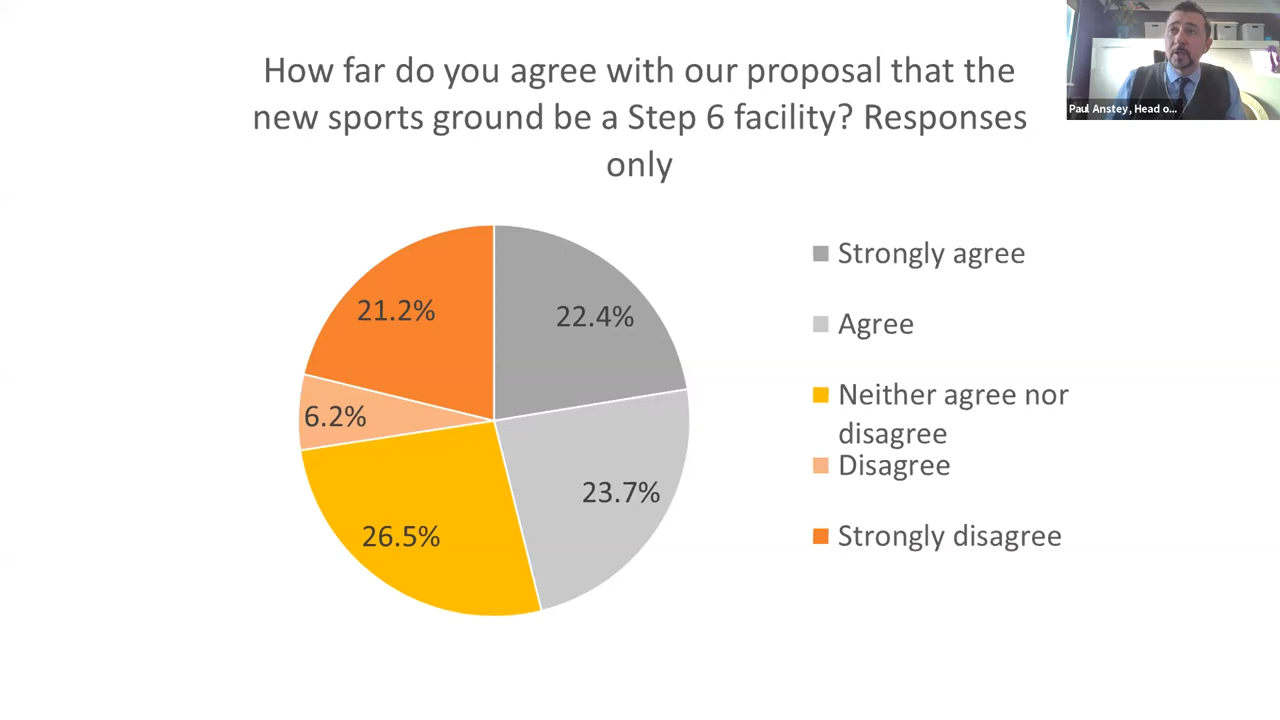 How far do you agree with our proposal that the
new sports ground be a Step 6 facility? Responses
only
Paul Anstey, Head o...
22.4%
23.7%
26.5%
6.2%
21.2%
Strongly agree
Agree
Neither agree nor
disagree
Disagree
Strongly disagree